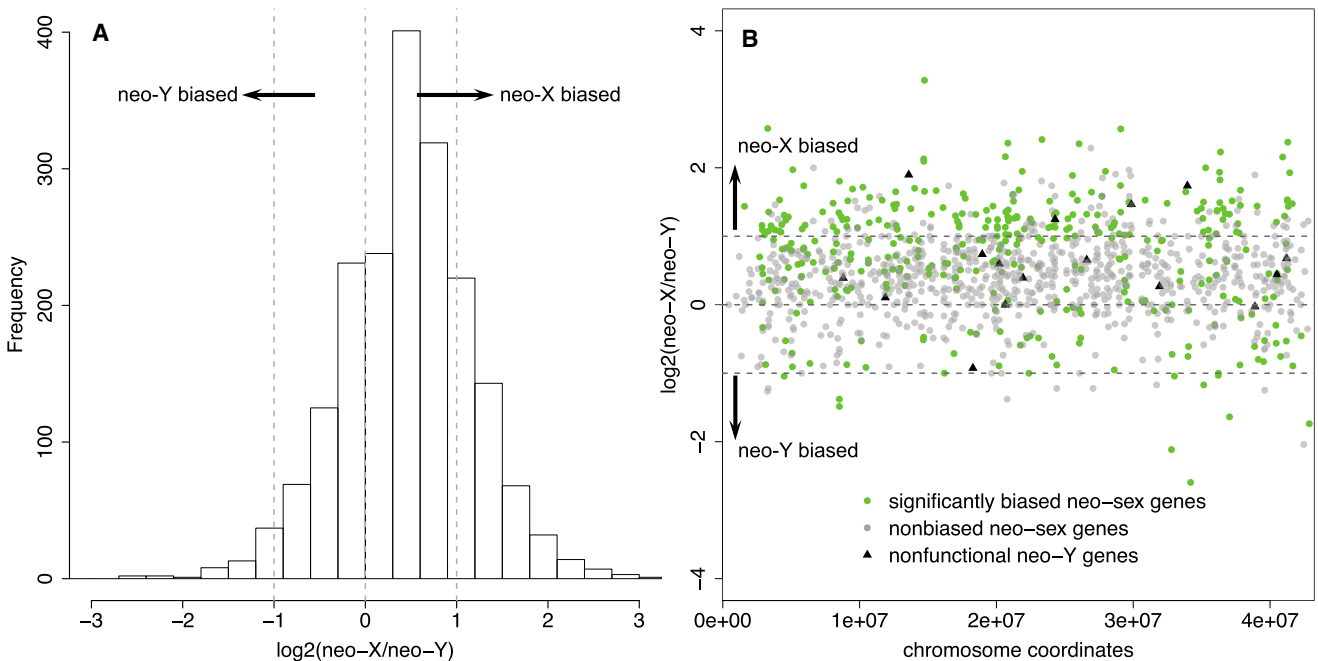 A
neo-Y biased
neo-X biased
Frequency
0
100
200
300
400
−3
−2
−1
0
1
2
3
log2(neo−X/neo−Y)
B
neo-X biased
neo-Y biased
log2(neo−X/neo−Y)
4
2
0
−2
−4
significantly biased neo−sex genes
nonbiased neo−sex genes
nonfunctional neo−Y genes
0e+00
1e+07
2e+07
3e+07
4e+07
chromosome coordinates